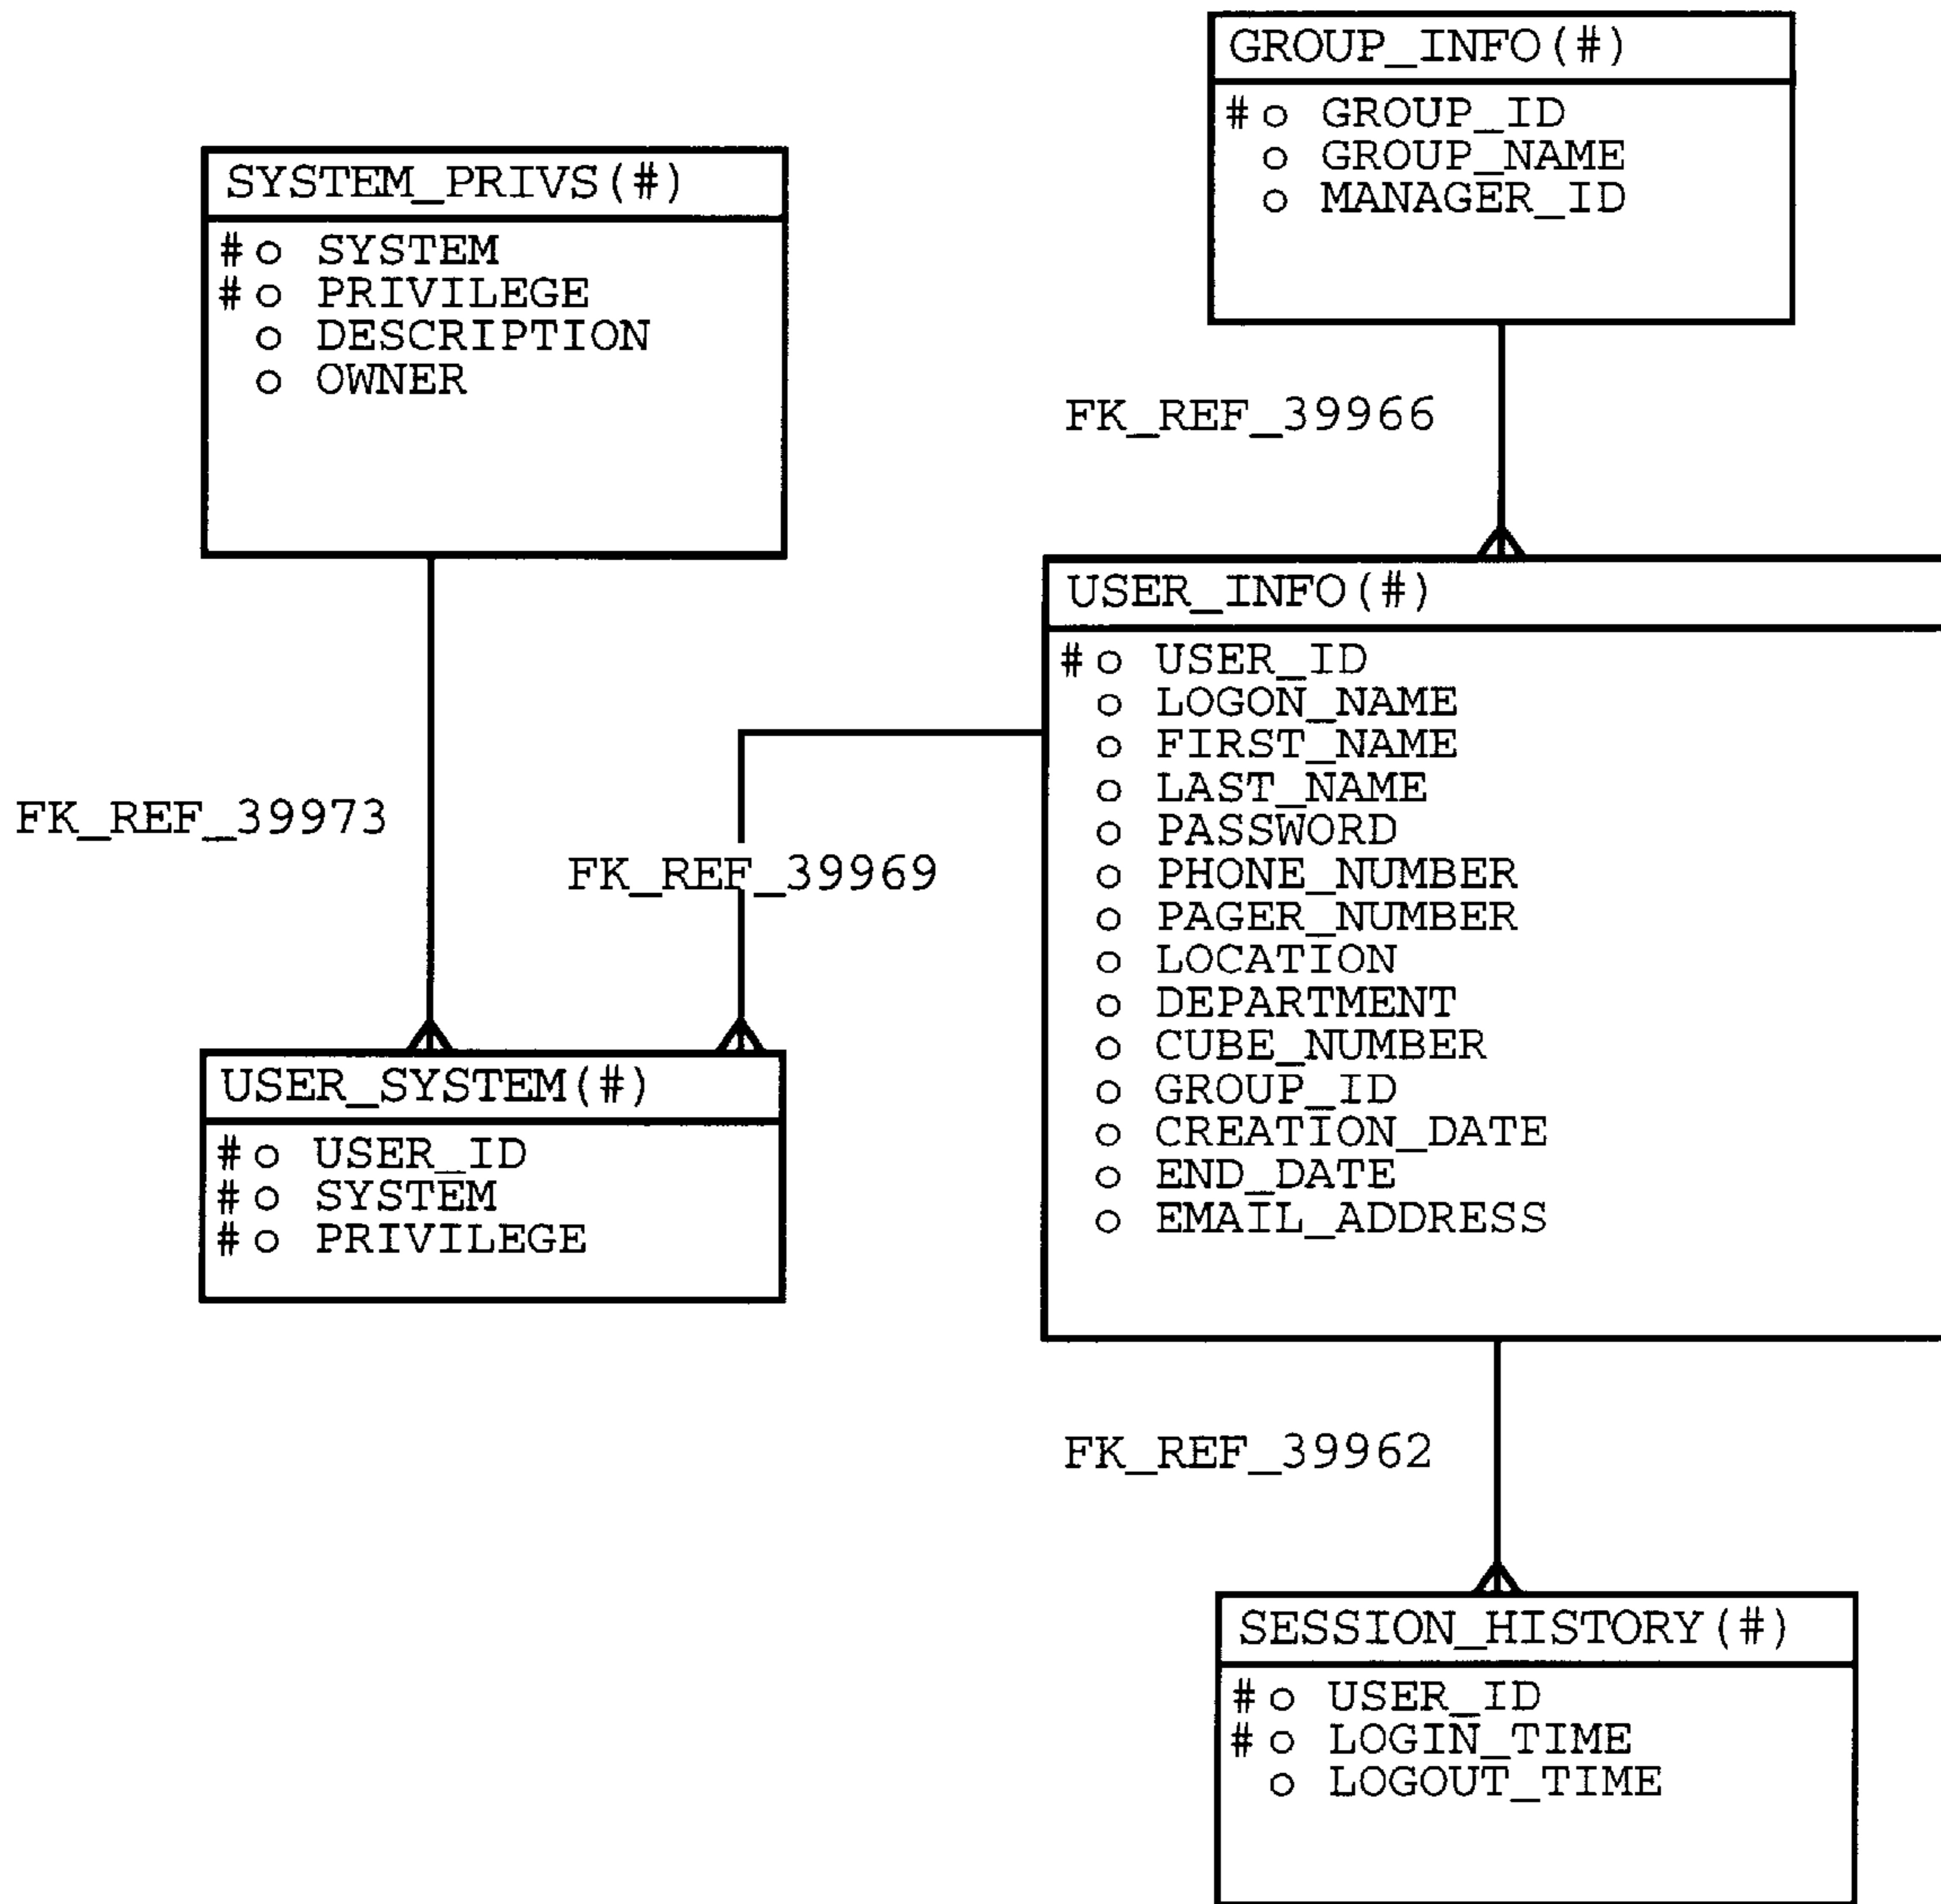 GROUP_INFO(#)
# o GROUP_ID
o GROUP_NAME
o MANAGER_ID
SYSTEM_PRIVS(#)
# o SYSTEM
# o PRIVILEGE
o DESCRIPTION
o OWNER
FK_REF_39966
USER_INFO(#)
# o USER_ID
o LOGON_NAME
o FIRST_NAME
o LAST_NAME
o PASSWORD
o PHONE_NUMBER
o PAGER_NUMBER
o LOCATION
o DEPARTMENT
o CUBE_NUMBER
o GROUP_ID
o CREATION_DATE
o END_DATE
o EMAIL_ADDRESS
FK_REF_39973
FK_REF_39969
USER_SYSTEM(#)
# o USER_ID
# o SYSTEM
# o PRIVILEGE
FK_REF_39962
SESSION_HISTORY(#)
# o USER_ID
# o LOGIN_TIME
o LOGOUT_TIME